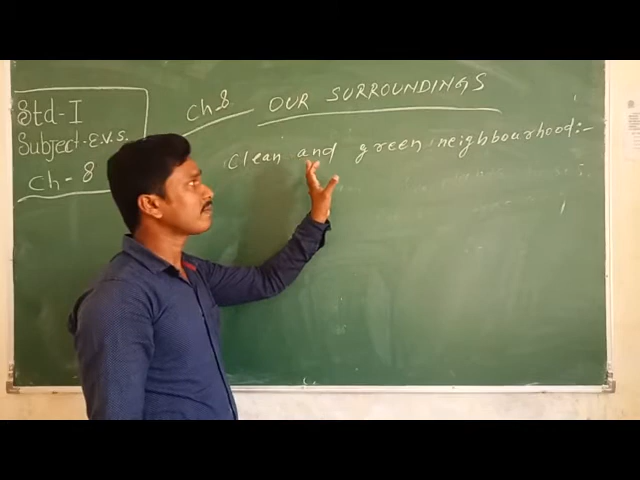 Std-I
Subject-E.V.S.
Ch-8
Ch-8 OUR SURROUNDINGS
Clean and green neighbourhood:-